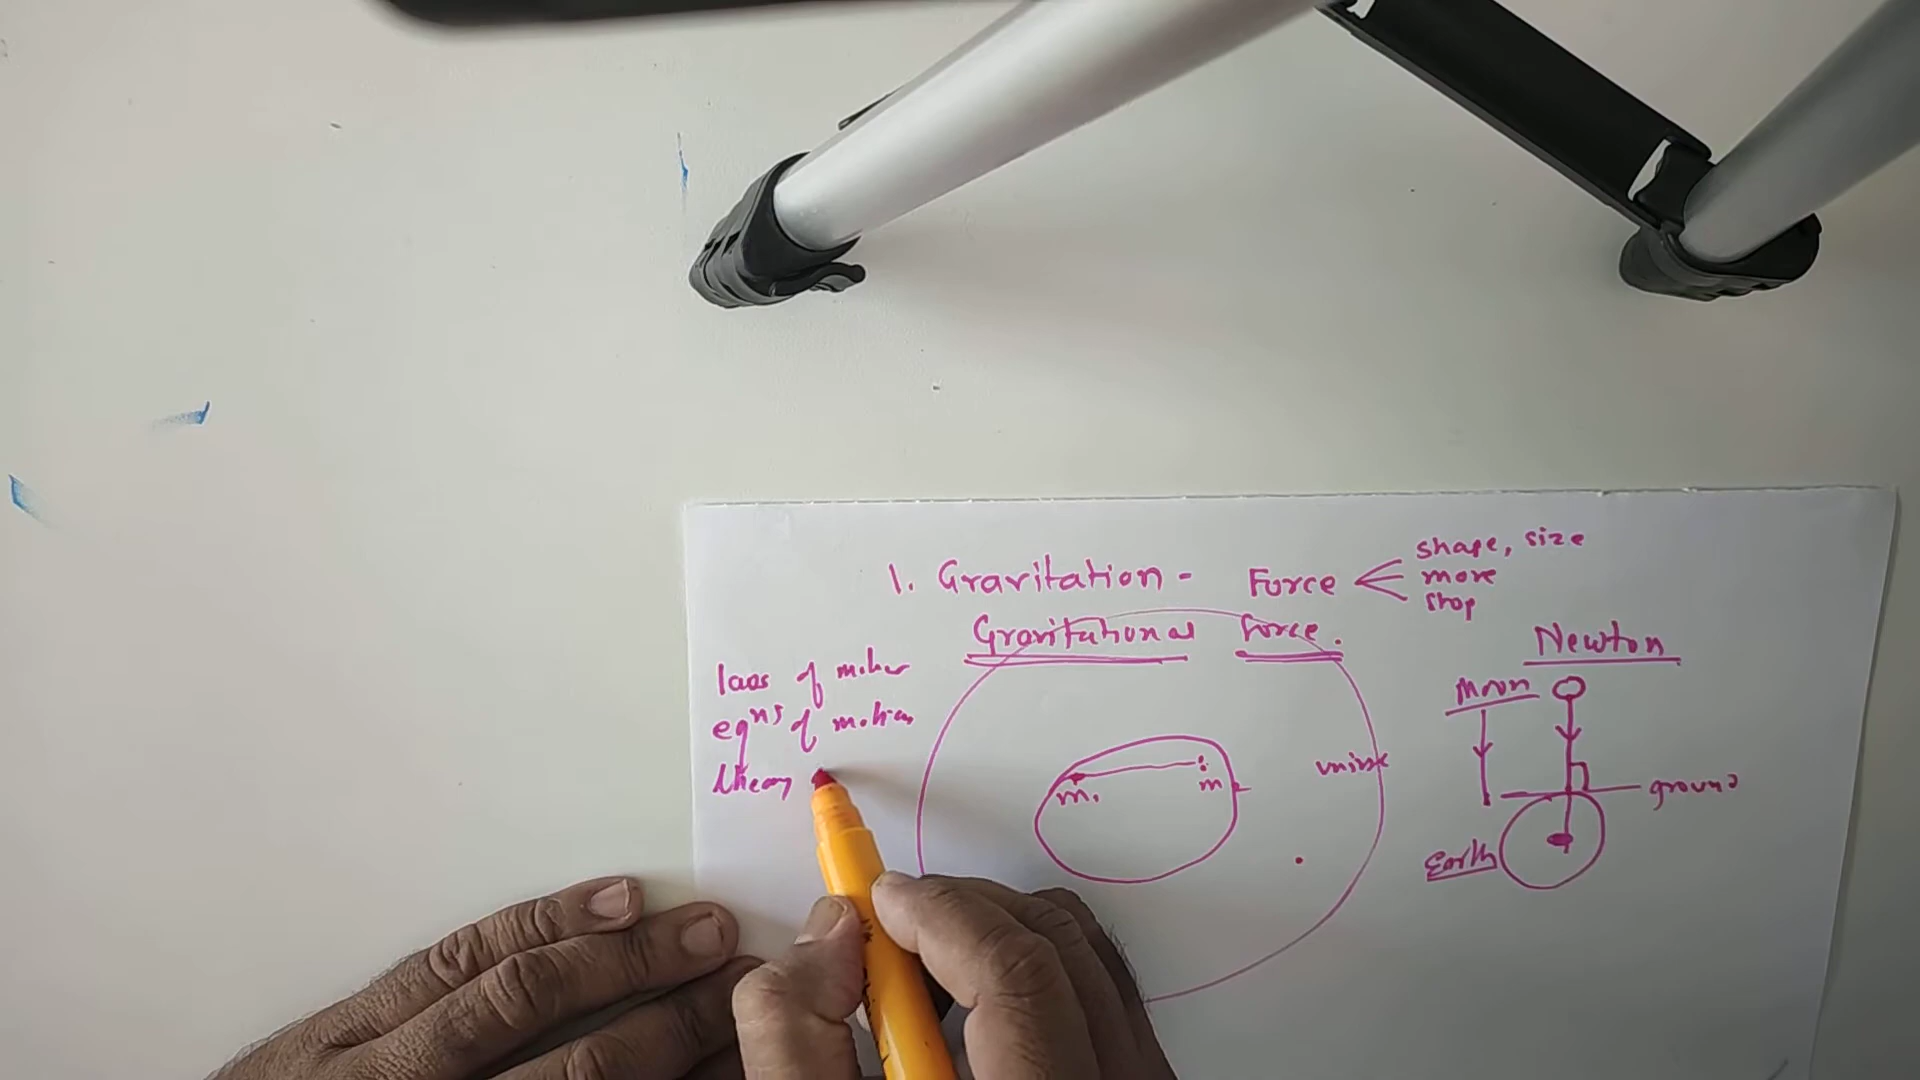 1. Gravitation - Force
shape, size
move
stop
Gravitational force.
Newton
laws of motion
eqns of motion
theory
Moon
m1
m
universe
ground
Earth